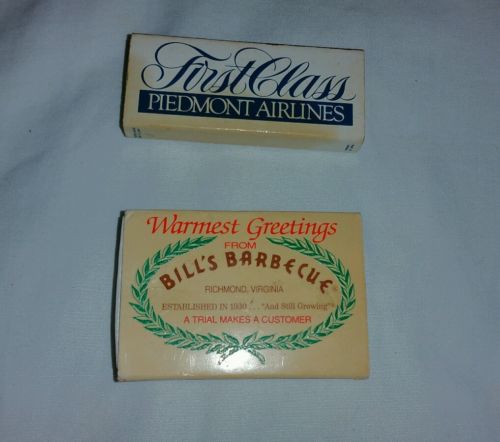 First Class
PIEDMONT AIRLINES
Warmest Greetings
FROM
BILL'S BARBECUE
RICHMOND, VIRGINIA
ESTABLISHED IN 1930 . . . "And Still Growing"
A TRIAL MAKES A CUSTOMER